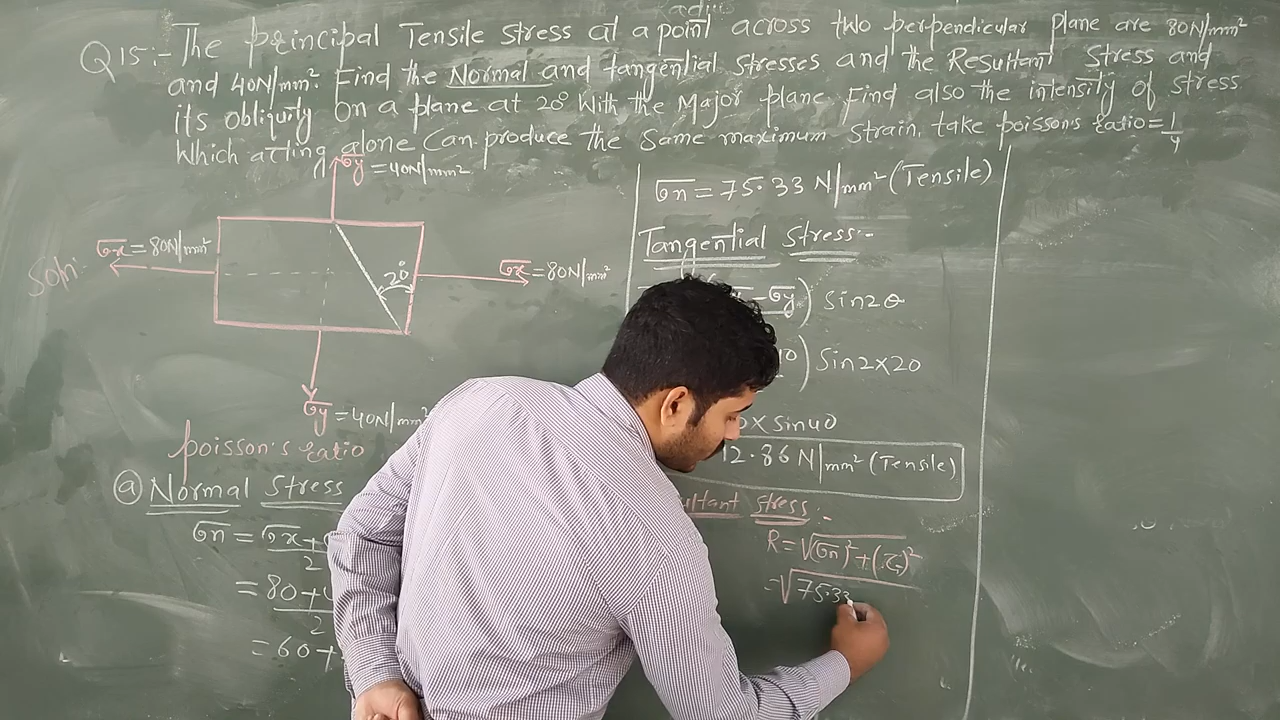 adius
Q15:- The principal Tensile stress at a point across two perpendicular plane are 80N/mm²
and 40N/mm². Find the Normal and tangential stresses and the Resultant Stress and
its obliquity on a plane at 20° With the Major plane. Find also the intensity of stress
Which acting alone Can produce the same maximum strain. take poisson's ratio = 1/4
σy = 40N/mm²
Soln:
σx = 80N/mm²
20°
σx = 80N/mm²
σy = 40N/mm²
poisson's ratio
ⓐ Normal Stress
σn = σx +
2
= 80 +
2
= 60 +
σn = 75.33 N/mm² (Tensile)
Tangential Stress:-
- σy) Sin2θ
) Sin2×20
× sin40
12.86 N/mm² (Tensile)
ultant Stress:-
R = √(σn)² + (τ)²
= √75.33